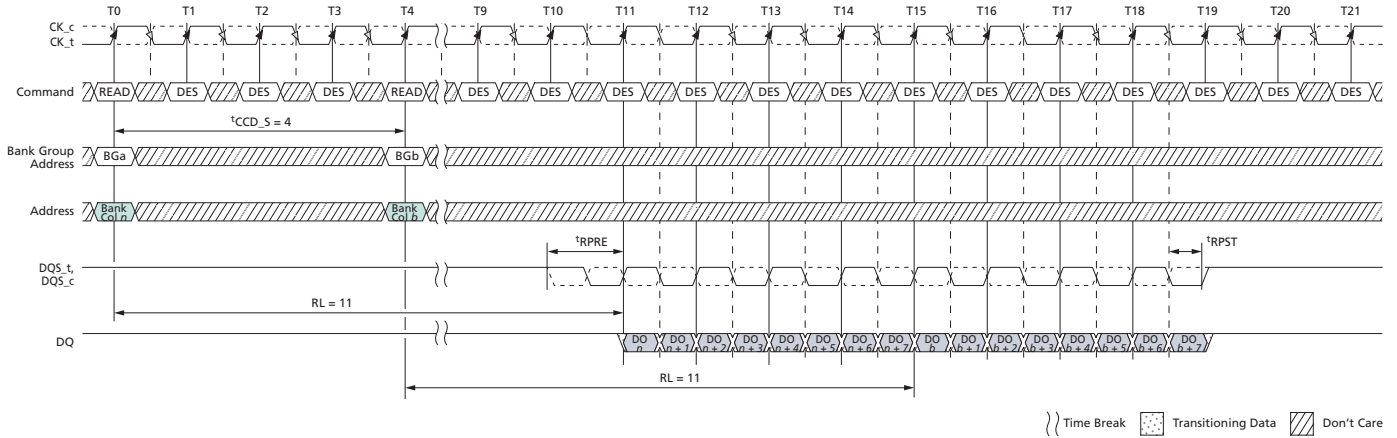 T0 T1 T2 T3 T4 T9 T10 T11 T12 T13 T14 T15 T16 T17 T18 T19 T20 T21
CK_c
CK_t
Command READ DES DES DES READ DES DES DES DES DES DES DES DES DES DES DES DES DES
tCCD_S = 4
Bank Group
Address
BGa BGb
Address
Bank
Col n
Bank
Col b
tRPRE tRPST
DQS_t,
DQS_c
RL = 11
DQ
DO
n
DO
n + 1
DO
n + 2
DO
n + 3
DO
n + 4
DO
n + 5
DO
n + 6
DO
n + 7
DO
b
DO
b + 1
DO
b + 2
DO
b + 3
DO
b + 4
DO
b + 5
DO
b + 6
DO
b + 7
RL = 11
Time Break Transitioning Data Don't Care